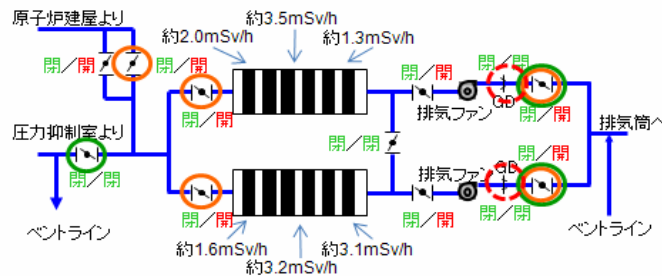 原子炉建屋より
約2.0mSv/h
約3.5mSv/h
約1.3mSv/h
閉/開
閉/開
閉/開
閉/開
排気ファン
GD
閉/閉
閉/開
排気筒へ
圧力抑制室より
閉/閉
閉/閉
ベントライン
閉/開
約1.6mSv/h
約3.2mSv/h
約3.1mSv/h
閉/開
排気ファン
GD
閉/閉
閉/開
ベントライン